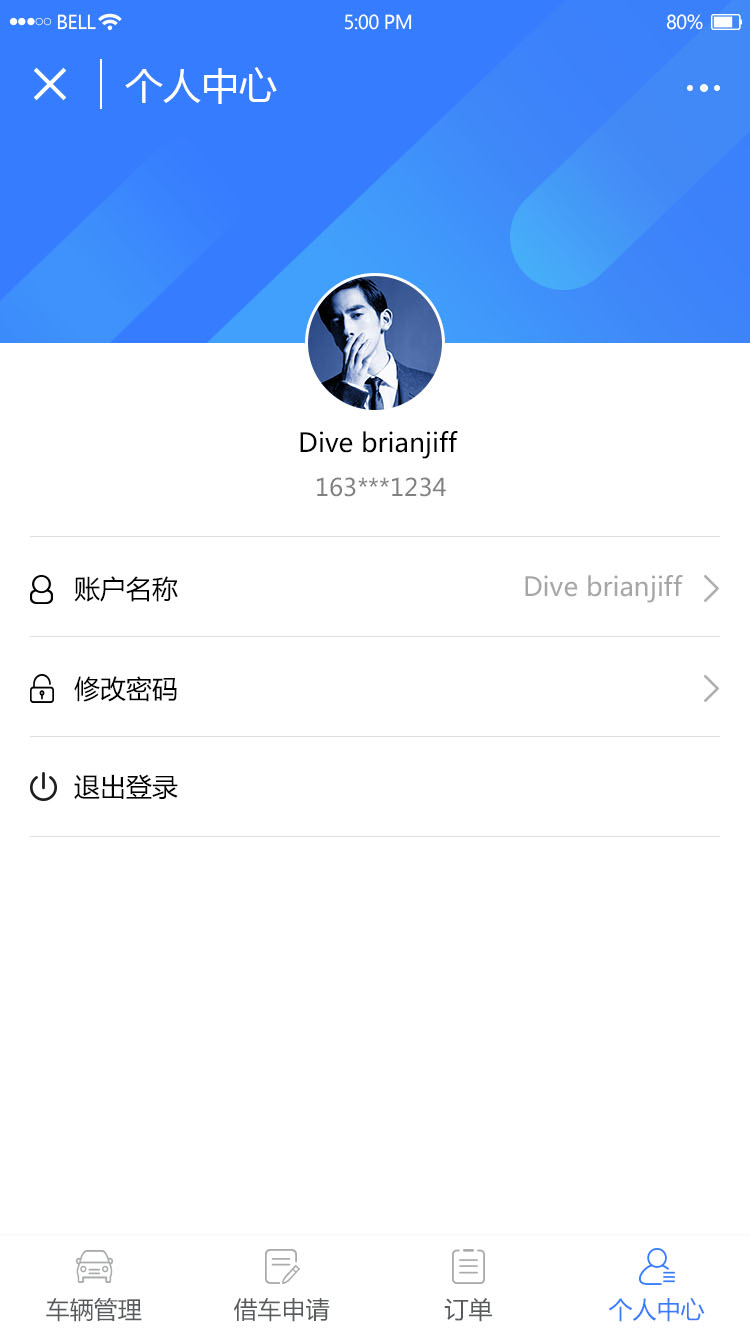 BELL 5:00 PM 80%
个人中心
Dive brianjiff
163***1234
账户名称 Dive brianjiff
修改密码
退出登录
车辆管理 借车申请 订单 个人中心